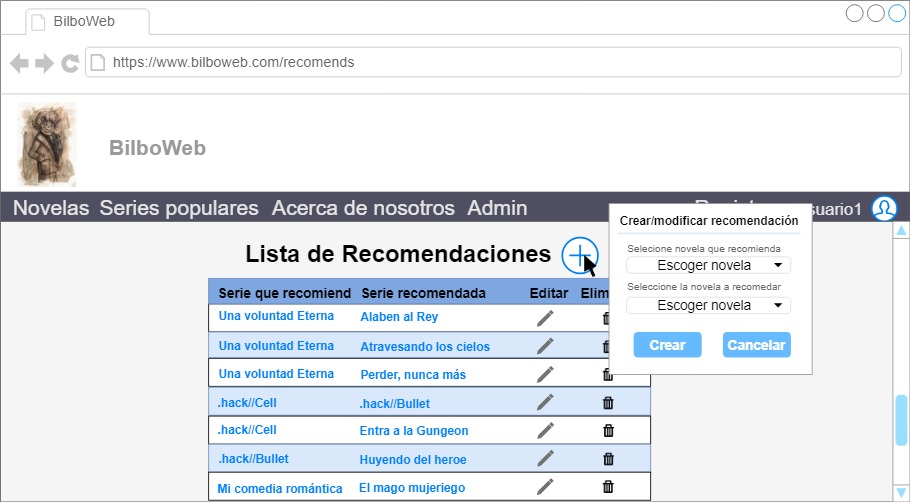 BilboWeb
https://www.bilboweb.com/recomends
BilboWeb
Novelas Series populares Acerca de nosotros Admin
Crear/modificar recomendación
Selecione novela que recomienda
Escoger novela
Seleccione la novela a recomedar
Escoger novela
Crear Cancelar
Lista de Recomendaciones
Serie que recomiend Serie recomendada Editar Elim
Una voluntad Eterna Alaben al Rey
Una voluntad Eterna Atravesando los cielos
Una voluntad Eterna Perder, nunca más
.hack//Cell .hack//Bullet
.hack//Cell Entra a la Gungeon
.hack//Bullet Huyendo del heroe
Mi comedia romántica El mago mujeriego